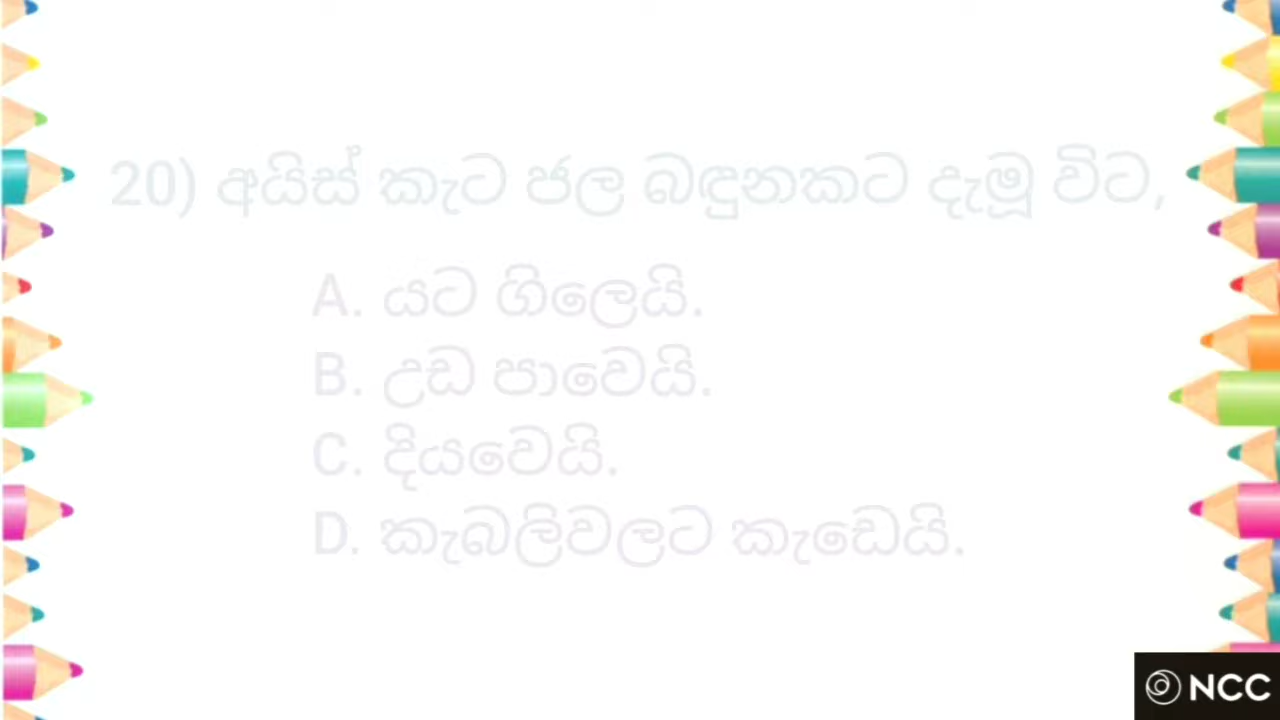 20) අයිස් කැට ජල බඳුනකට දැමූ විට,
A. යට ගිලෙයි.
B. උඩ පාවෙයි.
C. දියවෙයි.
D. කැබලිවලට කැඩෙයි.
NCC